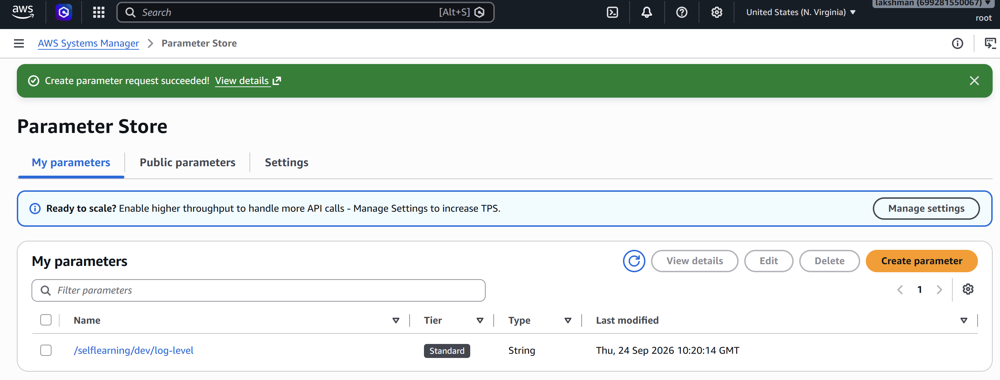 aws
Search [Alt+S]
United States (N. Virginia)
lakshman (699281550067)
root
AWS Systems Manager > Parameter Store
Create parameter request succeeded! View details
Parameter Store
My parameters
Public parameters
Settings
Ready to scale? Enable higher throughput to handle more API calls - Manage Settings to increase TPS.
Manage settings
My parameters
View details
Edit
Delete
Create parameter
Filter parameters
1
Name Tier Type Last modified
/selflearning/dev/log-level Standard String Thu, 24 Sep 2026 10:20:14 GMT